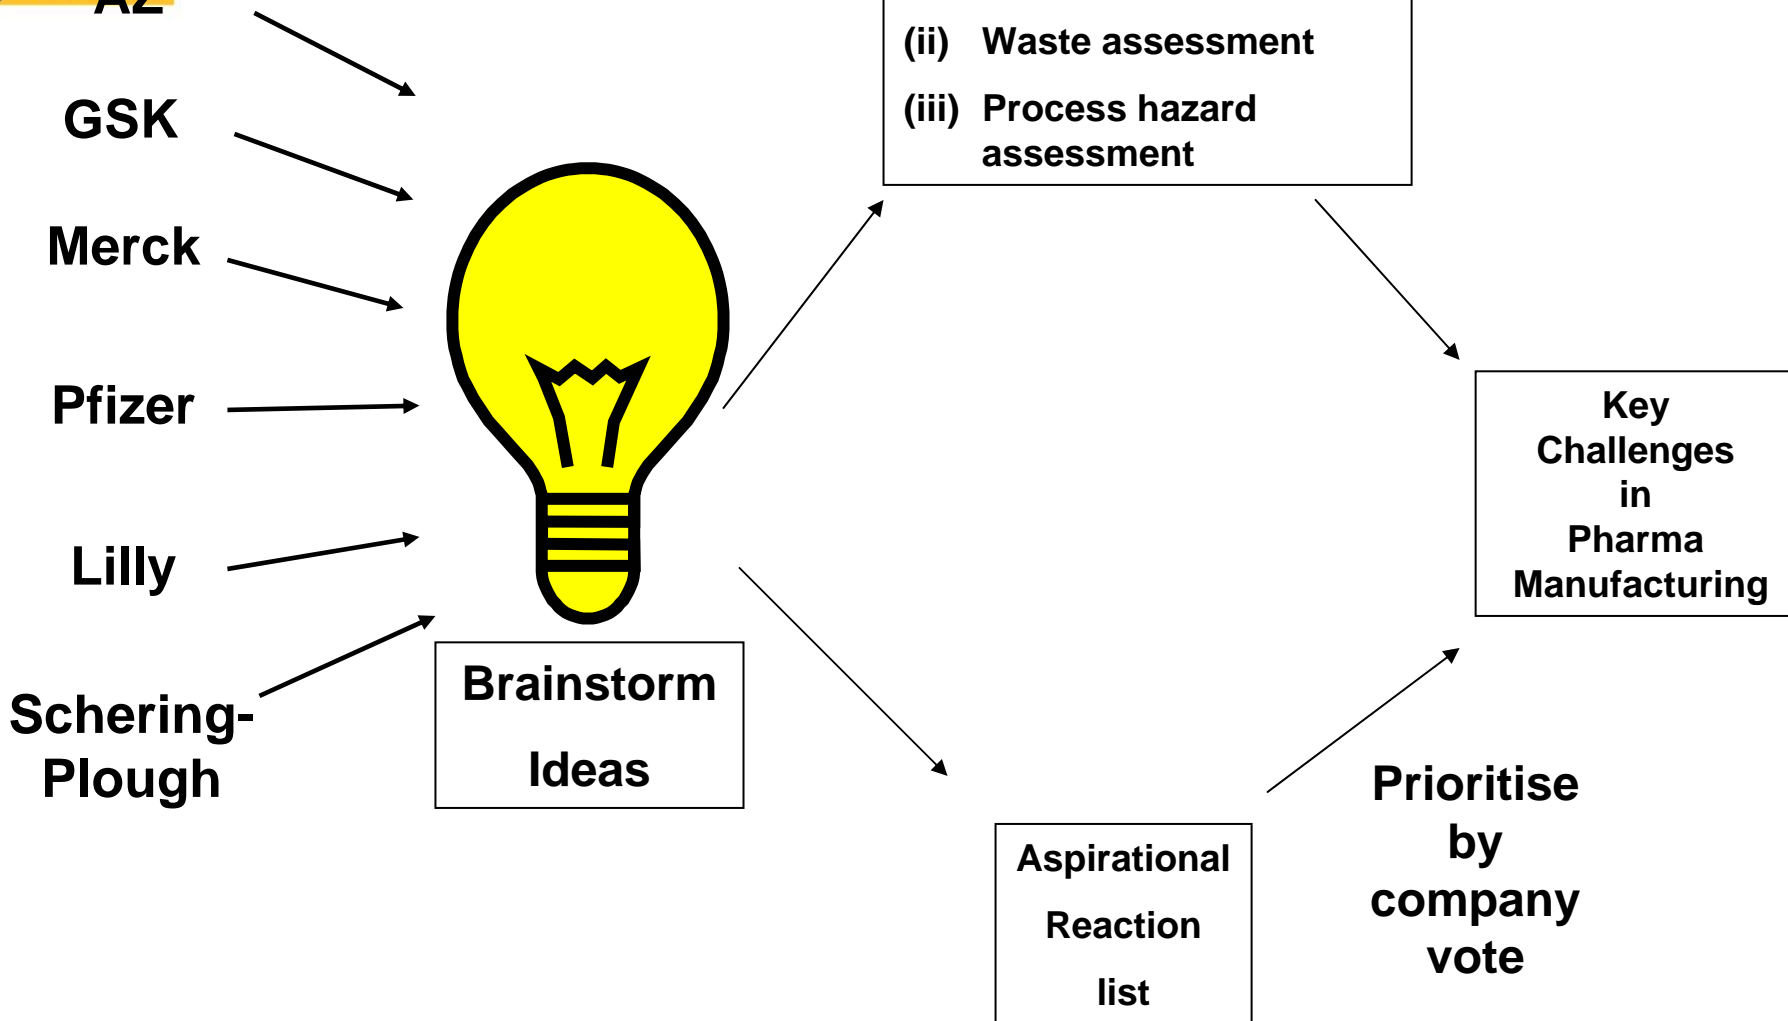 AZ
GSK
Merck
Pfizer
Lilly
Schering-
Plough
Brainstorm
Ideas
(ii) Waste assessment
(iii) Process hazard
assessment
Key
Challenges
in
Pharma
Manufacturing
Aspirational
Reaction
list
Prioritise
by
company
vote